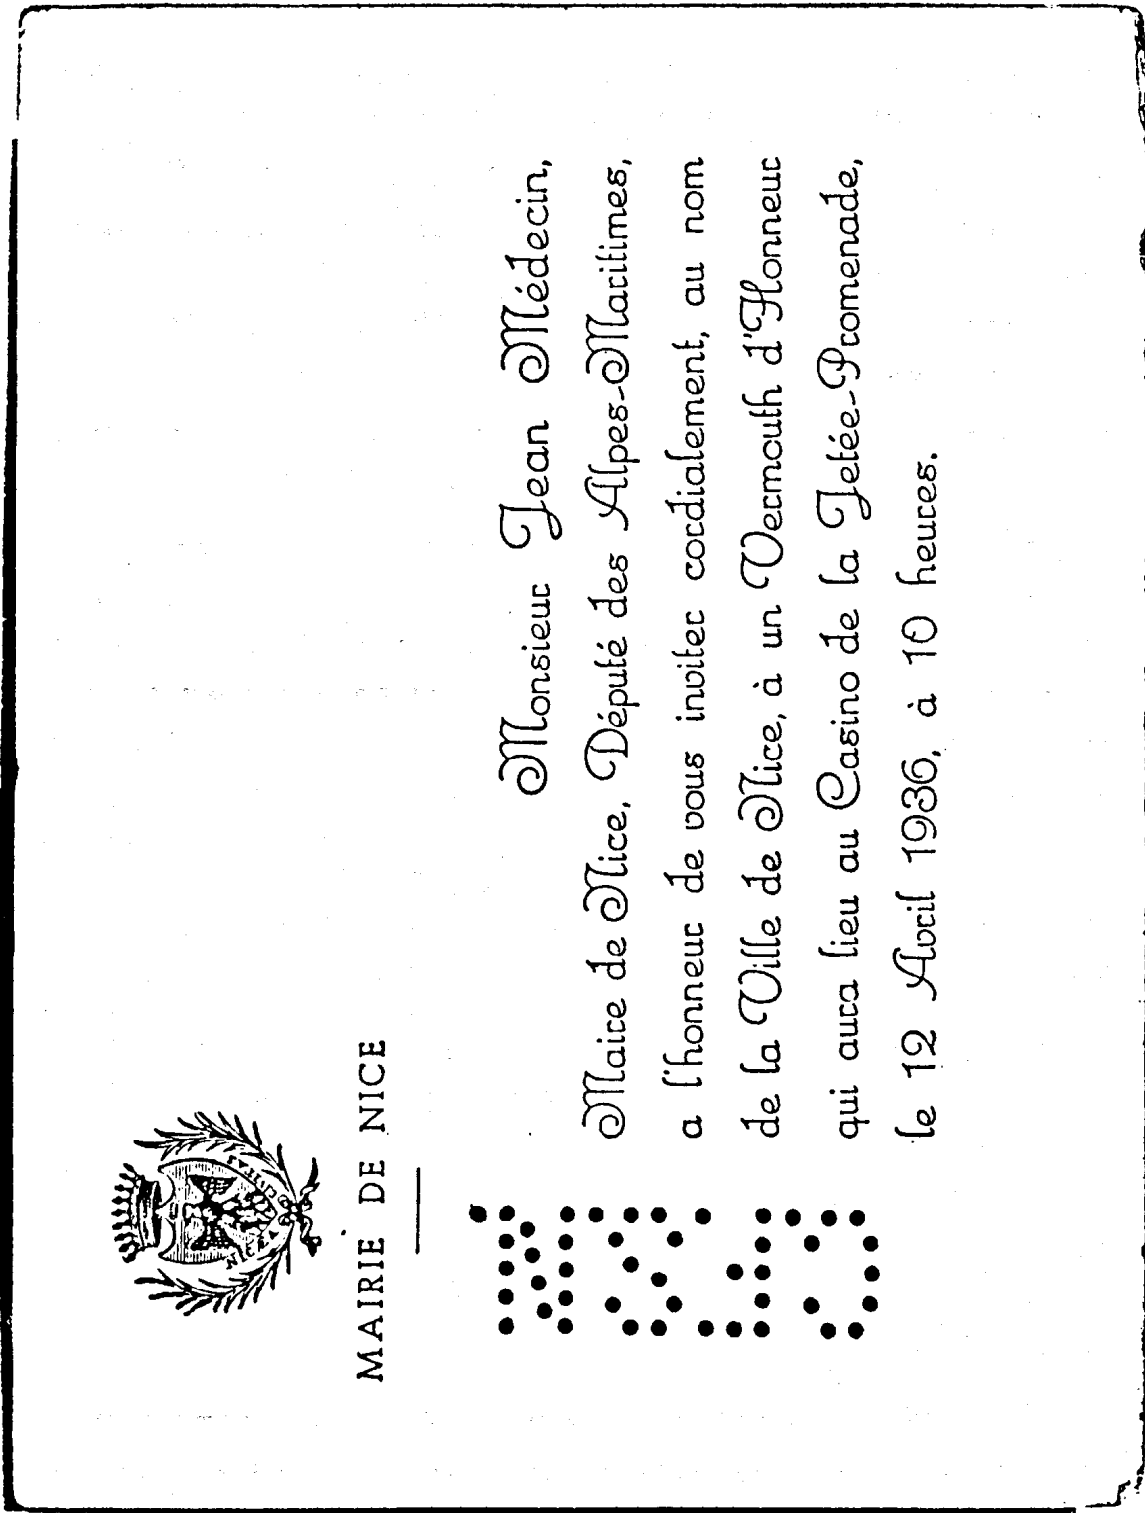 MAIRIE DE NICE
NICÆA CIVITAS
Monsieur Jean Médecin,
Maire de Nice, Député des Alpes-Maritimes,
a l'honneur de vous inviter cordialement, au nom
de la Ville de Nice, à un Vermouth d'Honneur
qui aura lieu au Casino de la Jetée-Promenade,
le 12 Avril 1936, à 10 heures.
C.F.S.N.